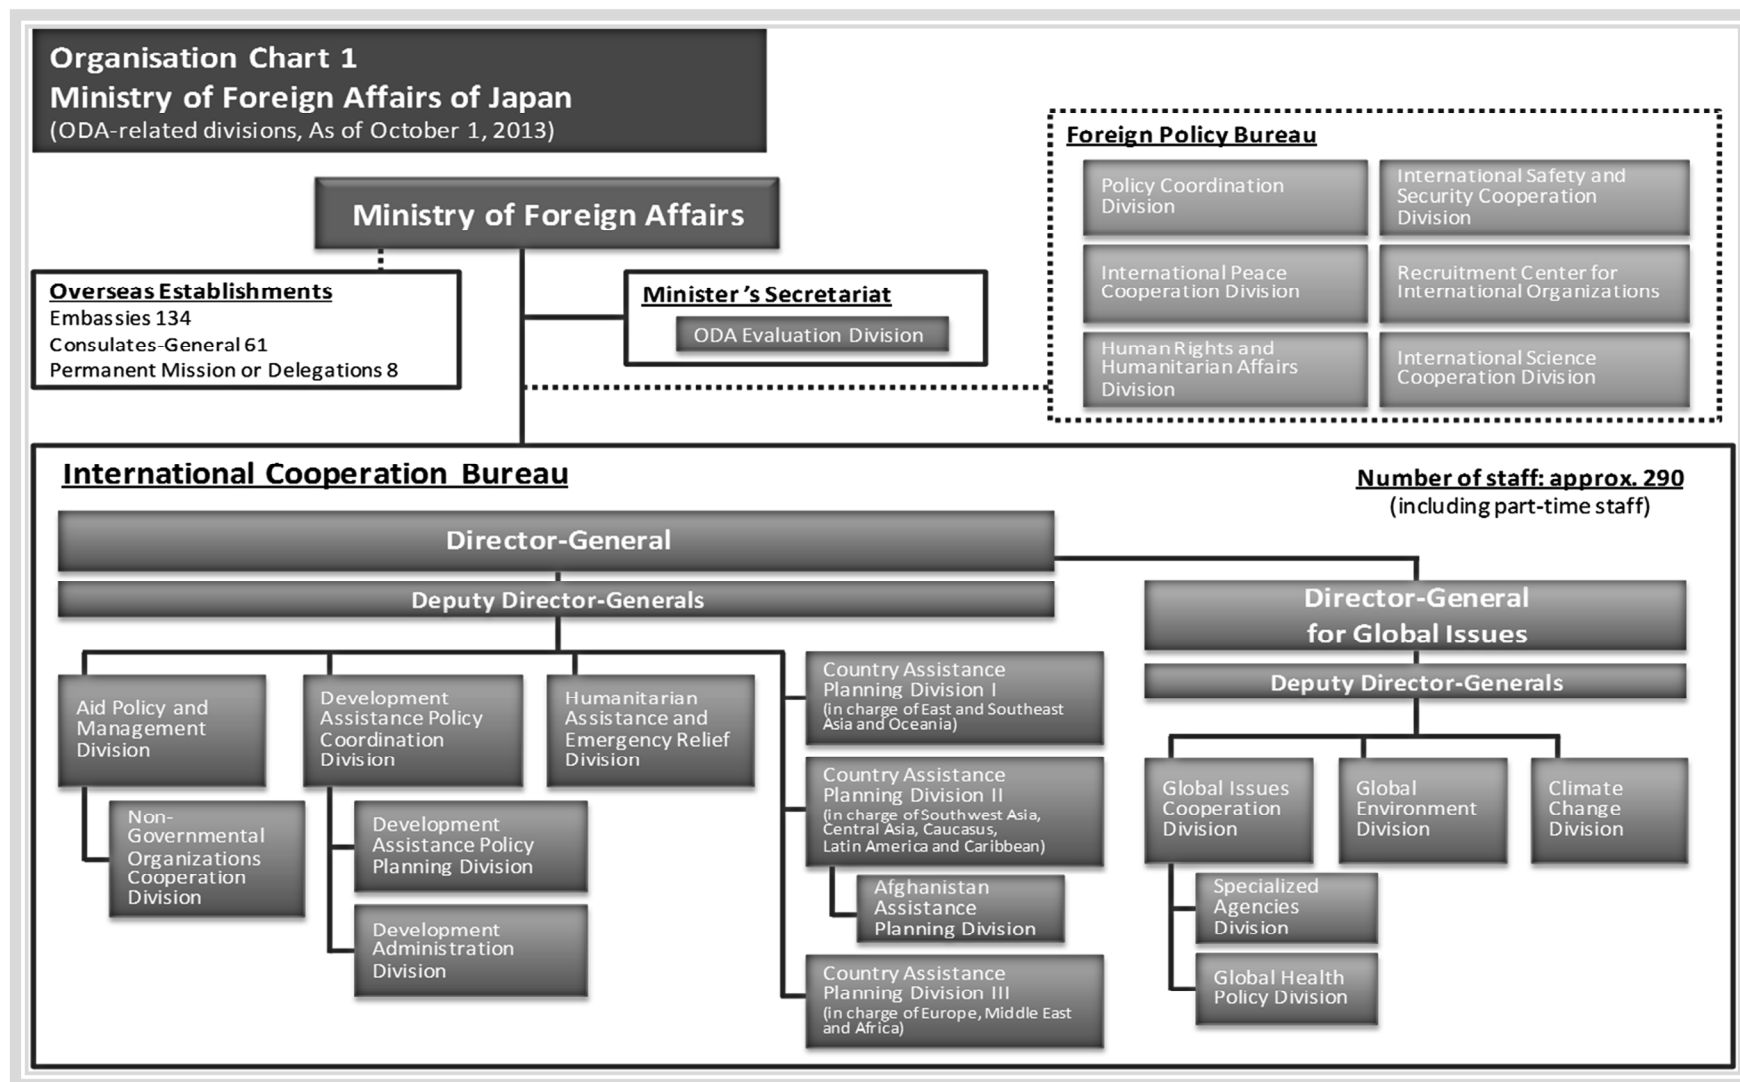 Organisation Chart 1
Ministry of Foreign Affairs of Japan
(ODA-related divisions, As of October 1, 2013)
Ministry of Foreign Affairs
Overseas Establishments
Embassies 134
Consulates-General 61
Permanent Mission or Delegations 8
Minister's Secretariat
ODA Evaluation Division
Foreign Policy Bureau
Policy Coordination
Division
International Safety and
Security Cooperation
Division
International Peace
Cooperation Division
Recruitment Center for
International Organizations
Human Rights and
Humanitarian Affairs
Division
International Science
Cooperation Division
International Cooperation Bureau
Number of staff: approx. 290
(including part-time staff)
Director-General
Deputy Director-Generals
Aid Policy and
Management
Division
Non-
Governmental
Organizations
Cooperation
Division
Development
Assistance Policy
Coordination
Division
Development
Assistance Policy
Planning Division
Development
Administration
Division
Humanitarian
Assistance and
Emergency Relief
Division
Country Assistance
Planning Division I
(in charge of East and Southeast
Asia and Oceania)
Country Assistance
Planning Division II
(in charge of Southwest Asia,
Central Asia, Caucasus,
Latin America and Caribbean)
Afghanistan
Assistance
Planning Division
Country Assistance
Planning Division III
(in charge of Europe, Middle East
and Africa)
Director-General
for Global Issues
Deputy Director-Generals
Global Issues
Cooperation
Division
Specialized
Agencies
Division
Global Health
Policy Division
Global
Environment
Division
Climate
Change
Division